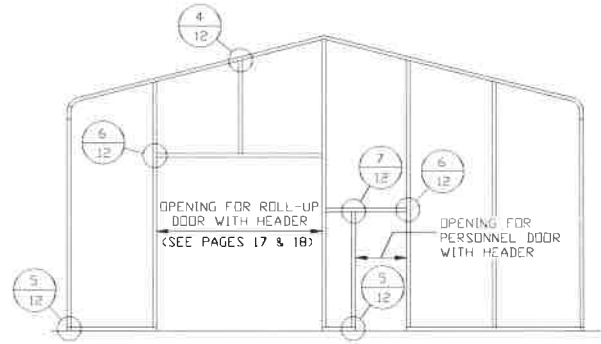 4
12
6
12
7
12
6
12
OPENING FOR ROLL-UP
DOOR WITH HEADER
(SEE PAGES 17 & 18)
OPENING FOR
PERSONNEL DOOR
WITH HEADER
5
12
5
12